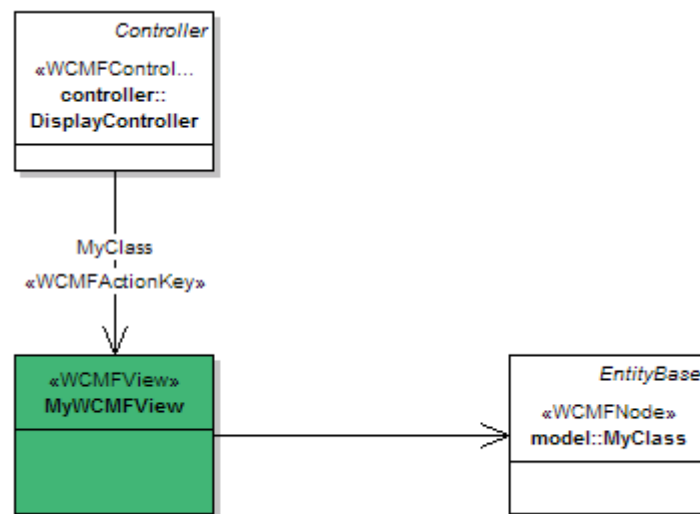 Controller
«WCMFControl...
controller::
DisplayController
MyClass
«WCMFActionKey»
«WCMFView»
MyWCMFView
EntityBase
«WCMFNode»
model::MyClass